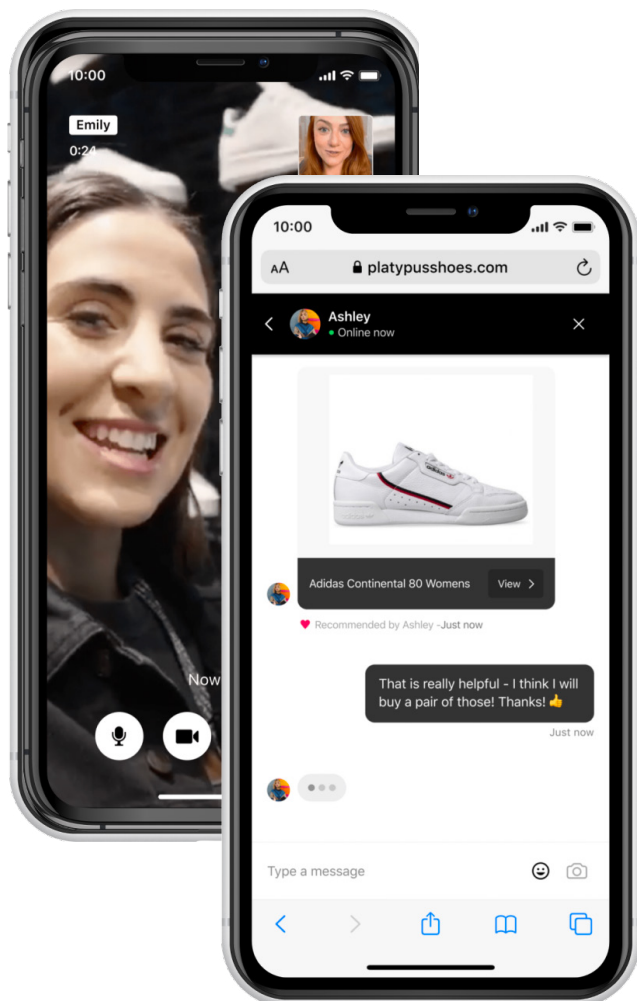 10:00
Emily
0:24
Now
10:00
AA
platypusshoes.com
Ashley
Online now
adidas
Adidas Continental 80 Womens
View
Recommended by Ashley -Just now
That is really helpful - I think I will
buy a pair of those! Thanks! 👍
Just now
Type a message